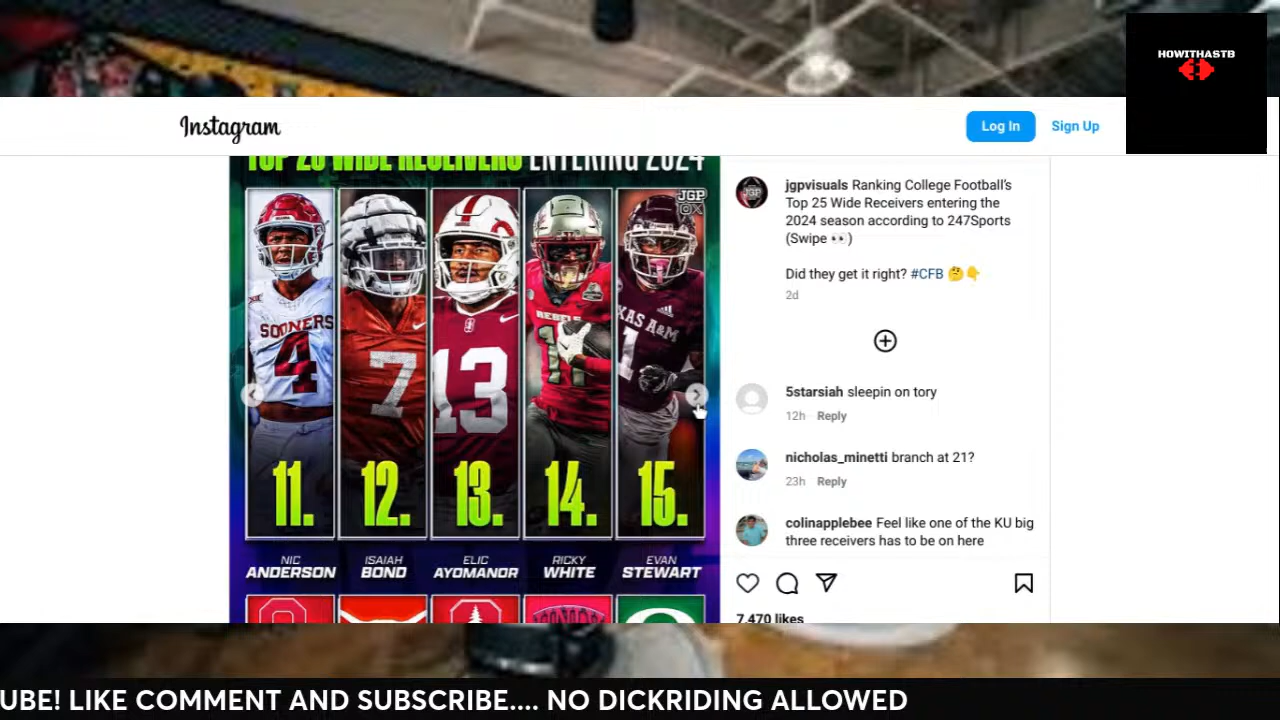 HOWITHASTB
Instagram
Log In
Sign Up
TOP 25 WIDE RECEIVERS ENTERING 2024
JGP
SOONERS
4
7
13
REBELS
11
TEXAS A&M
1
11.
12.
13.
14.
15.
NIC
ANDERSON
ISAIAH
BOND
ELIC
AYOMANOR
RICKY
WHITE
EVAN
STEWART
jgpvisuals Ranking College Football's
Top 25 Wide Receivers entering the
2024 season according to 247Sports
(Swipe 👀)
Did they get it right? #CFB 🤔👇
2d
5starsiah sleepin on tory
12h Reply
nicholas_minetti branch at 21?
23h Reply
colinapplebee Feel like one of the KU big
three receivers has to be on here
7,470 likes
UBE! LIKE COMMENT AND SUBSCRIBE.... NO DICKRIDING ALLOWED